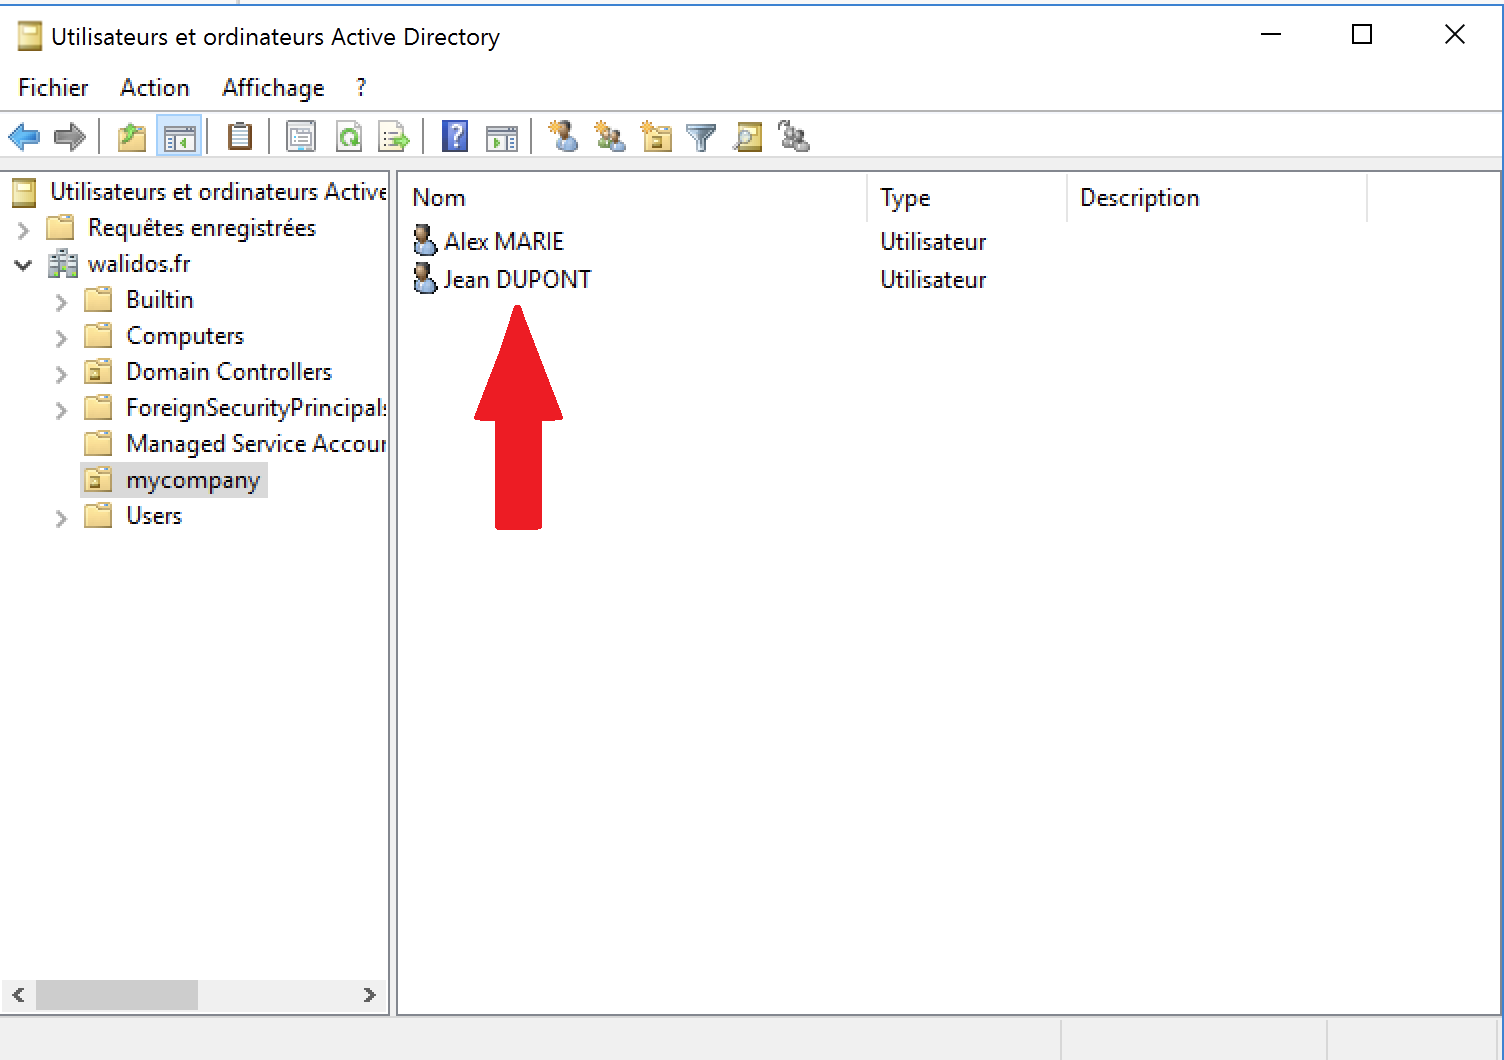 Utilisateurs et ordinateurs Active Directory
Fichier Action Affichage ?
Utilisateurs et ordinateurs Active
Requêtes enregistrées
walidos.fr
Builtin
Computers
Domain Controllers
ForeignSecurityPrincipals
Managed Service Accour
mycompany
Users
Nom Type Description
Alex MARIE Utilisateur
Jean DUPONT Utilisateur